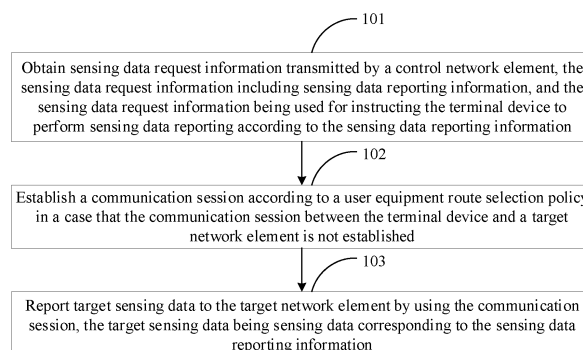 101
Obtain sensing data request information transmitted by a control network element, the
sensing data request information including sensing data reporting information, and the
sensing data request information being used for instructing the terminal device to
perform sensing data reporting according to the sensing data reporting information
102
Establish a communication session according to a user equipment route selection policy
in a case that the communication session between the terminal device and a target
network element is not established
103
Report target sensing data to the target network element by using the communication
session, the target sensing data being sensing data corresponding to the sensing data
reporting information